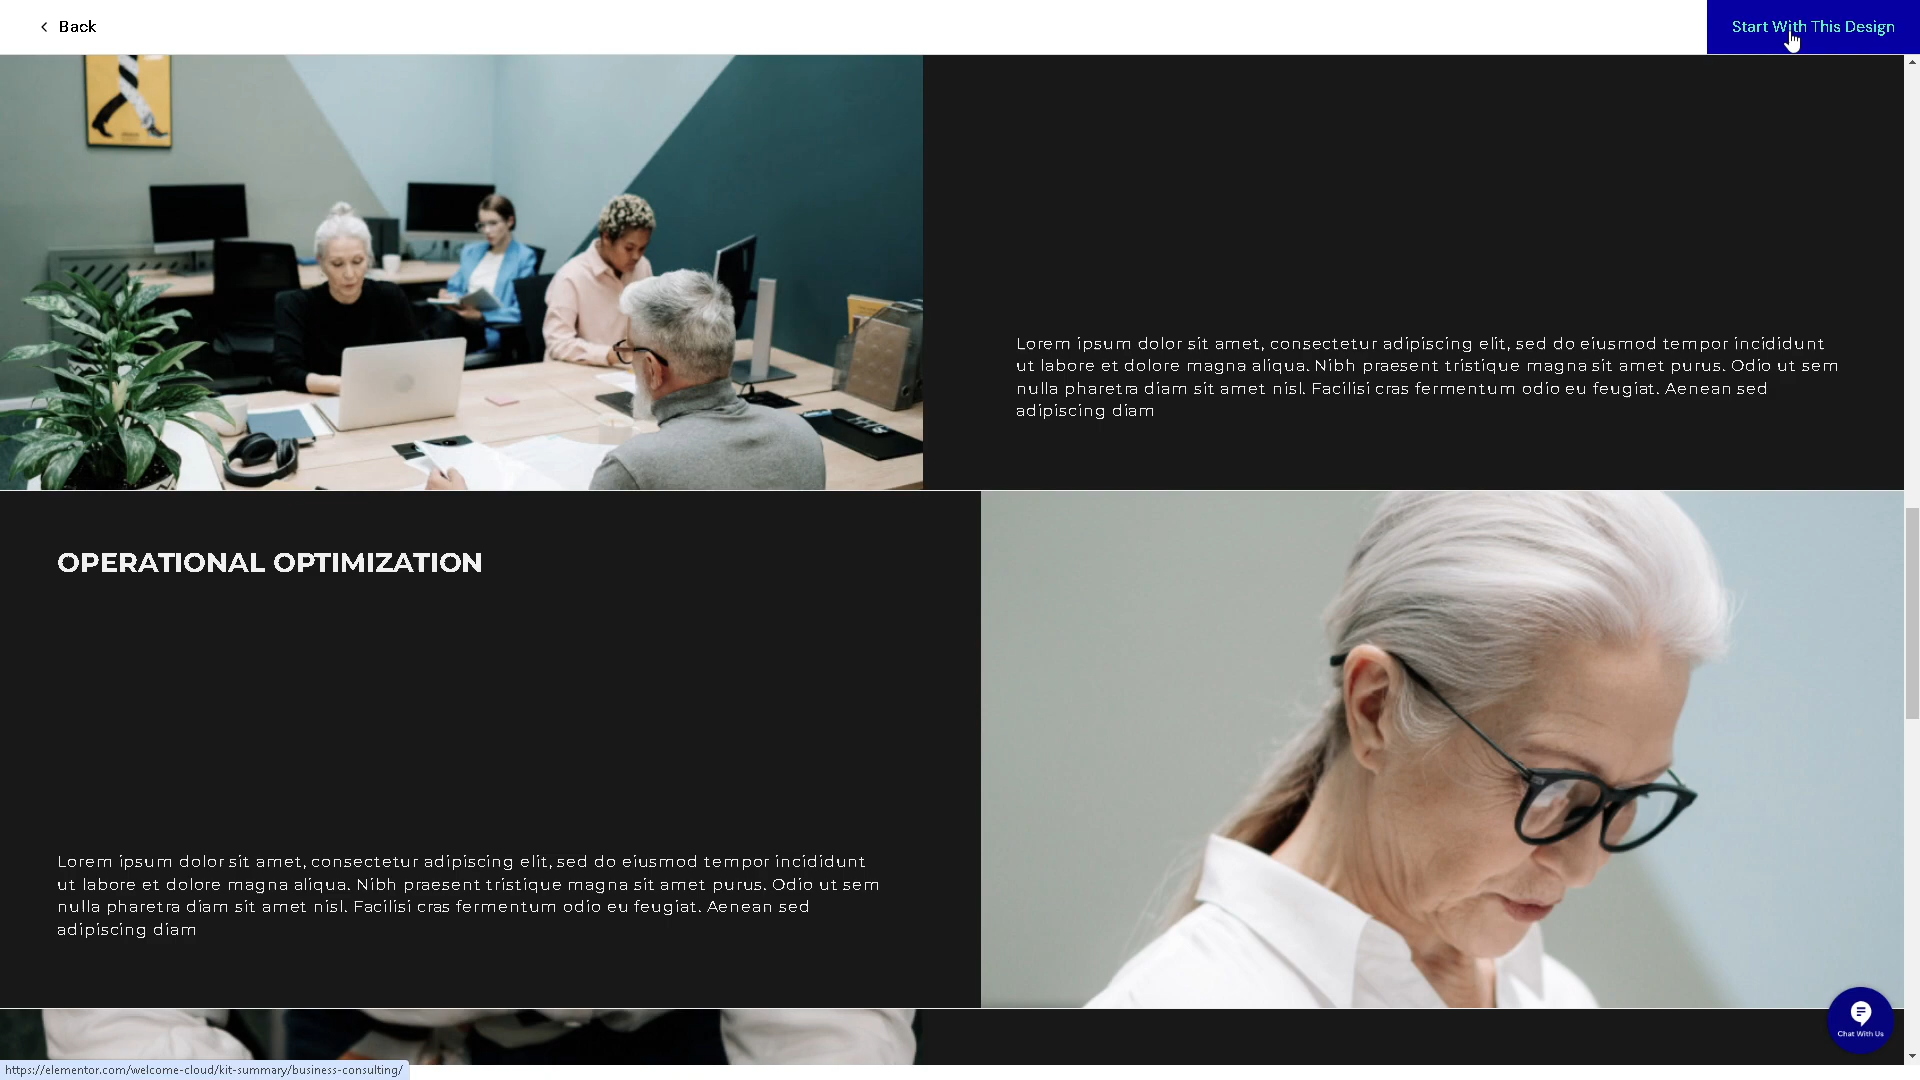 Back
Start With This Design
Lorem ipsum dolor sit amet, consectetur adipiscing elit, sed do eiusmod tempor incididunt
ut labore et dolore magna aliqua. Nibh praesent tristique magna sit amet purus. Odio ut sem
nulla pharetra diam sit amet nisl. Facilisi cras fermentum odio eu feugiat. Aenean sed
adipiscing diam
OPERATIONAL OPTIMIZATION
Lorem ipsum dolor sit amet, consectetur adipiscing elit, sed do eiusmod tempor incididunt
ut labore et dolore magna aliqua. Nibh praesent tristique magna sit amet purus. Odio ut sem
nulla pharetra diam sit amet nisl. Facilisi cras fermentum odio eu feugiat. Aenean sed
adipiscing diam
Chat With Us
https://elementor.com/welcome-cloud/kit-summary/business-consulting/